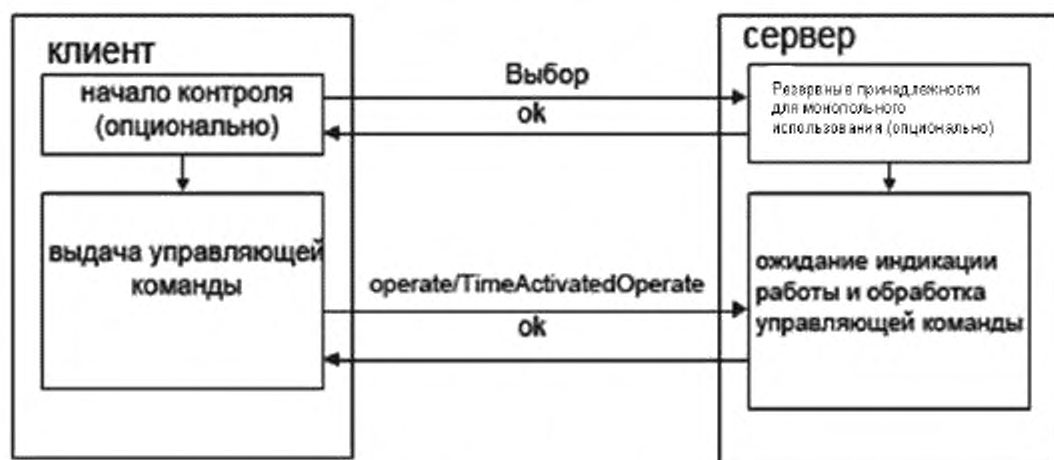 клиент
начало контроля
(опционально)
выдача управляющей
команды
Выбор
ok
operate/TimeActivatedOperate
ok
сервер
Резервные принадлежности
для монопольного
использования (опционально)
ожидание индикации
работы и обработка
управляющей команды